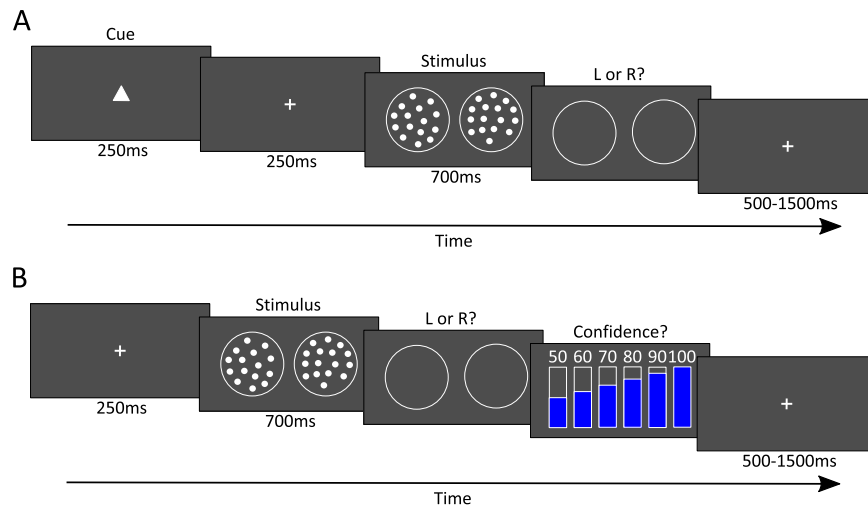 A
Cue
Stimulus
L or R?
250ms
250ms
700ms
500-1500ms
Time
B
Stimulus
L or R?
Confidence?
50 60 70 80 90 100
250ms
700ms
500-1500ms
Time